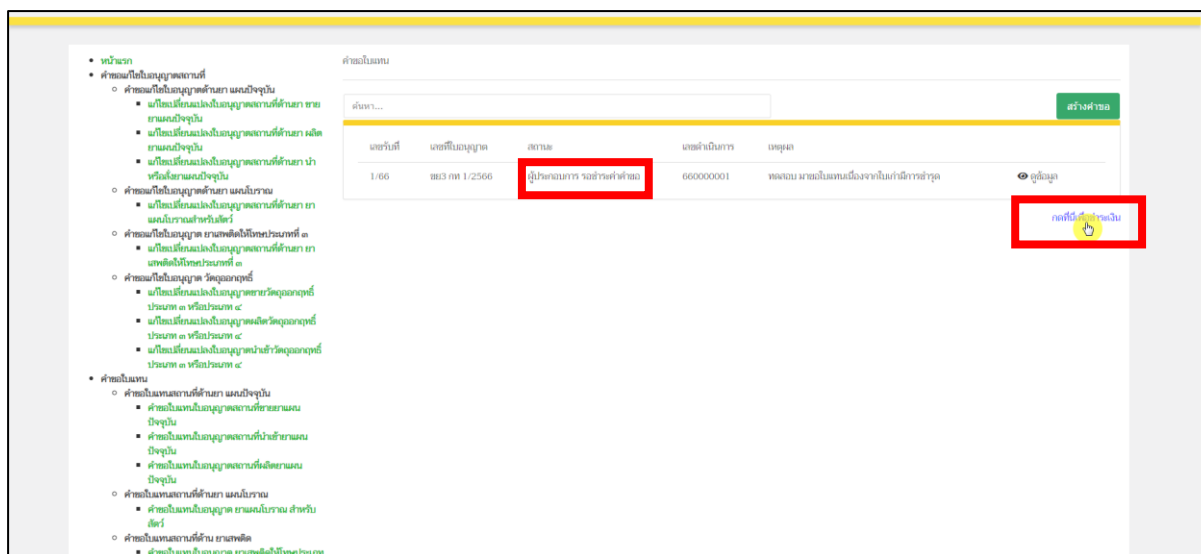 หน้าแรก
คำขอแก้ไขใบอนุญาตสถานที่
คำขอแก้ไขใบอนุญาตด้านยา แผนปัจจุบัน
แก้ไขเปลี่ยนแปลงใบอนุญาตสถานที่ด้านยา ขาย
ยาแผนปัจจุบัน
แก้ไขเปลี่ยนแปลงใบอนุญาตสถานที่ด้านยา ผลิต
ยาแผนปัจจุบัน
แก้ไขเปลี่ยนแปลงใบอนุญาตสถานที่ด้านยา นำ
หรือสั่งยาแผนปัจจุบัน
คำขอแก้ไขใบอนุญาตด้านยา แผนโบราณ
แก้ไขเปลี่ยนแปลงใบอนุญาตสถานที่ด้านยา ยา
แผนโบราณสำหรับสัตว์
คำขอแก้ไขใบอนุญาต ยาเสพติดให้โทษประเภทที่ ๓
แก้ไขเปลี่ยนแปลงใบอนุญาตสถานที่ด้านยา ยา
เสพติดให้โทษประเภทที่ ๓
คำขอแก้ไขใบอนุญาต วัตถุออกฤทธิ์
แก้ไขเปลี่ยนแปลงใบอนุญาตขายวัตถุออกฤทธิ์
ประเภท ๓ หรือประเภท ๔
แก้ไขเปลี่ยนแปลงใบอนุญาตผลิตวัตถุออกฤทธิ์
ประเภท ๓ หรือประเภท ๔
แก้ไขเปลี่ยนแปลงใบอนุญาตนำเข้าวัตถุออกฤทธิ์
ประเภท ๓ หรือประเภท ๔
คำขอใบแทน
คำขอใบแทนสถานที่ด้านยา แผนปัจจุบัน
คำขอใบแทนใบอนุญาตสถานที่ขายยาแผน
ปัจจุบัน
คำขอใบแทนใบอนุญาตสถานที่นำเข้ายาแผน
ปัจจุบัน
คำขอใบแทนใบอนุญาตสถานที่ผลิตยาแผน
ปัจจุบัน
คำขอใบแทนสถานที่ด้านยา แผนโบราณ
คำขอใบแทนใบอนุญาต ยาแผนโบราณ สำหรับ
สัตว์
คำขอใบแทนสถานที่ด้าน ยาเสพติด
คำขอใบแทนใบอนุญาต ยาเสพติดให้โทษประเภท
คำขอใบแทน
ค้นหา...
สร้างคำขอ
เลขรับที่ เลขที่ใบอนุญาต สถานะ เลขดำเนินการ เหตุผล
1/66 ขย3 กท 1/2566 ผู้ประกอบการ รอชำระค่าคำขอ 660000001 ทดสอบ มาขอใบแทนเนื่องจากใบเก่ามีการชำรุด ดูข้อมูล
กดที่นี่เพื่อชำระเงิน